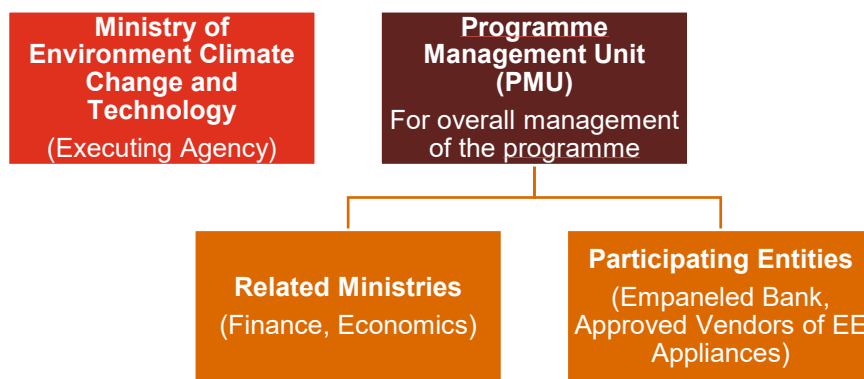 Ministry of
Environment Climate
Change and
Technology
(Executing Agency)
Programme
Management Unit
(PMU)
For overall management
of the programme
Related Ministries
(Finance, Economics)
Participating Entities
(Empaneled Bank,
Approved Vendors of EE
Appliances)